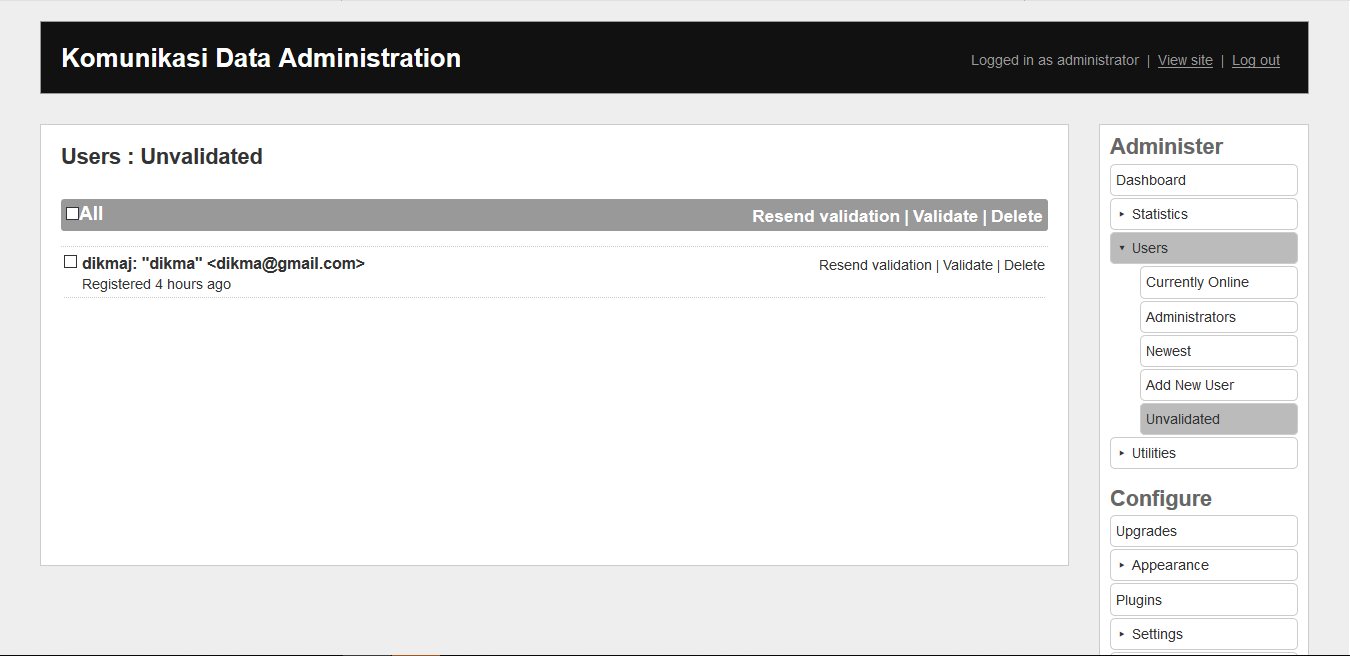 Komunikasi Data Administration
Logged in as administrator | View site | Log out
Users : Unvalidated
All
Resend validation | Validate | Delete
dikmaj: "dikma" <dikma@gmail.com>
Resend validation | Validate | Delete
Registered 4 hours ago
Administer
Dashboard
Statistics
Users
Currently Online
Administrators
Newest
Add New User
Unvalidated
Utilities
Configure
Upgrades
Appearance
Plugins
Settings